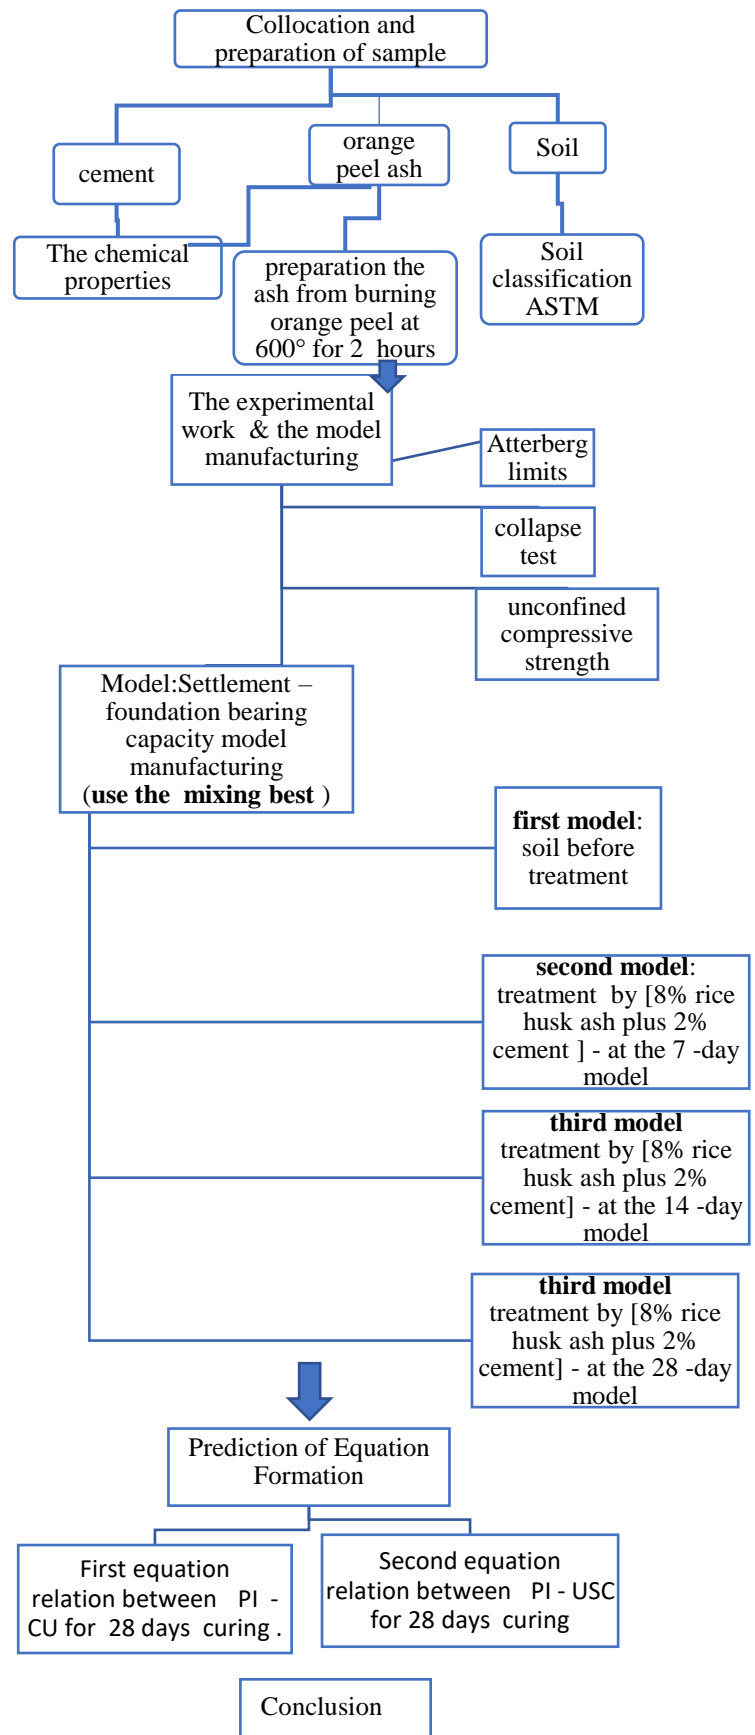 Collocation and
preparation of sample
cement
orange
peel ash
Soil
The chemical
properties
preparation the
ash from burning
orange peel at
600° for 2 hours
Soil
classification
ASTM
The experimental
work & the model
manufacturing
Atterberg
limits
collapse
test
unconfined
compressive
strength
Model:Settlement –
foundation bearing
capacity model
manufacturing
(use the mixing best )
first model:
soil before
treatment
second model:
treatment by [8% rice
husk ash plus 2%
cement ] - at the 7 -day
model
third model
treatment by [8% rice
husk ash plus 2%
cement] - at the 14 -day
model
third model
treatment by [8% rice
husk ash plus 2%
cement] - at the 28 -day
model
Prediction of Equation
Formation
First equation
relation between PI -
CU for 28 days curing .
Second equation
relation between PI - USC
for 28 days curing
Conclusion